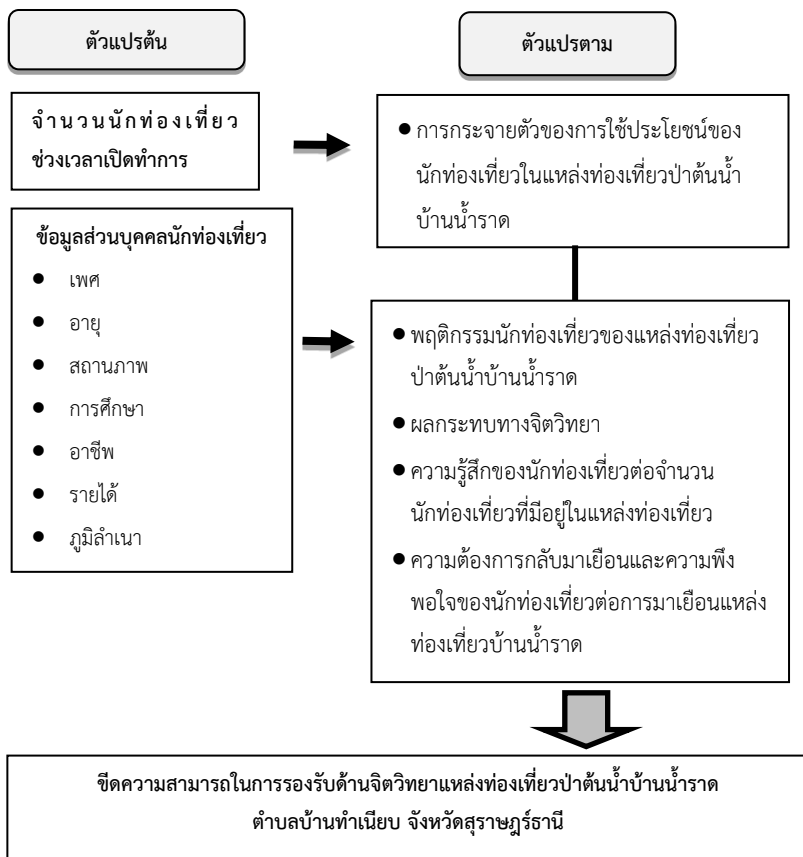 ตัวแปรต้น
ตัวแปรตาม
จำนวนนักท่องเที่ยว
ช่วงเวลาเปิดทำการ
● การกระจายตัวของการใช้ประโยชน์ของ
นักท่องเที่ยวในแหล่งท่องเที่ยวป่าต้นน้ำ
บ้านน้ำราด
ข้อมูลส่วนบุคคลนักท่องเที่ยว
● เพศ
● อายุ
● สถานภาพ
● การศึกษา
● อาชีพ
● รายได้
● ภูมิลำเนา
● พฤติกรรมนักท่องเที่ยวของแหล่งท่องเที่ยว
ป่าต้นน้ำบ้านน้ำราด
● ผลกระทบทางจิตวิทยา
● ความรู้สึกของนักท่องเที่ยวต่อจำนวน
นักท่องเที่ยวที่มีอยู่ในแหล่งท่องเที่ยว
● ความต้องการกลับมาเยือนและความพึง
พอใจของนักท่องเที่ยวต่อการมาเยือนแหล่ง
ท่องเที่ยวบ้านน้ำราด
ขีดความสามารถในการรองรับด้านจิตวิทยาแหล่งท่องเที่ยวป่าต้นน้ำบ้านน้ำราด
ตำบลบ้านทำเนียบ จังหวัดสุราษฎร์ธานี